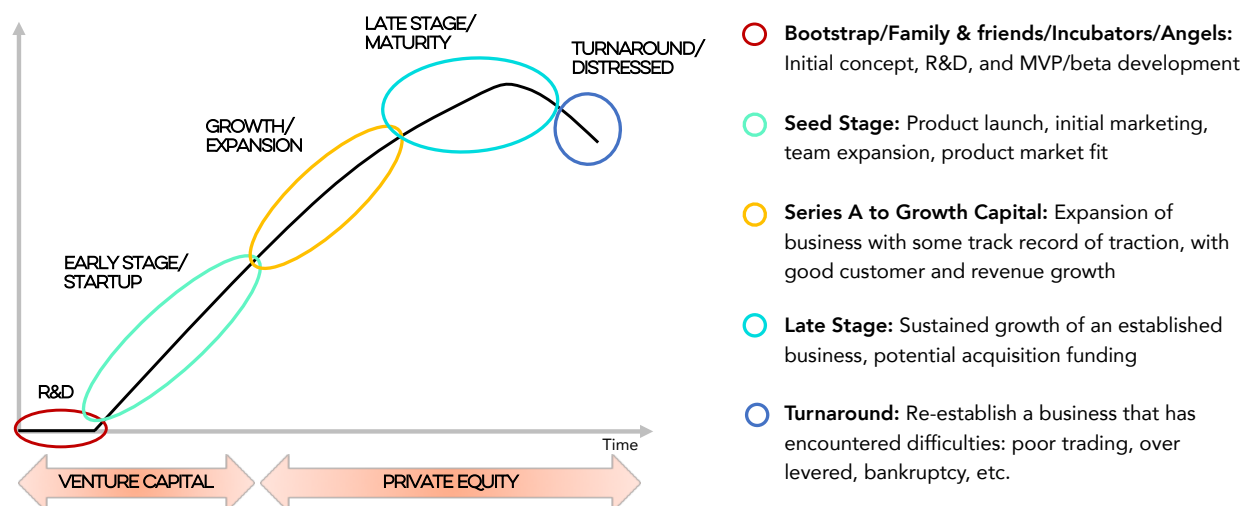 LATE STAGE/
MATURITY
TURNAROUND/
DISTRESSED
GROWTH/
EXPANSION
EARLY STAGE/
STARTUP
R&D
Time
VENTURE CAPITAL
PRIVATE EQUITY
Bootstrap/Family & friends/Incubators/Angels:
Initial concept, R&D, and MVP/beta development
Seed Stage: Product launch, initial marketing,
team expansion, product market fit
Series A to Growth Capital: Expansion of
business with some track record of traction, with
good customer and revenue growth
Late Stage: Sustained growth of an established
business, potential acquisition funding
Turnaround: Re-establish a business that has
encountered difficulties: poor trading, over
levered, bankruptcy, etc.